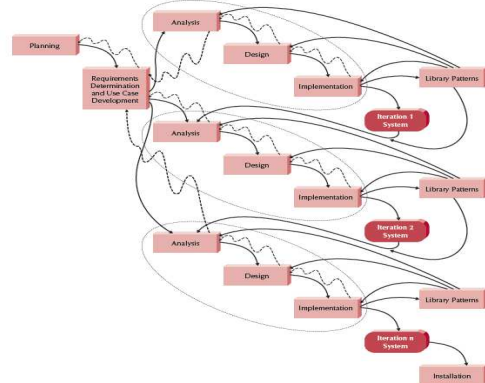 Analysis
Planning
Design
Requirements
Determination
and Use Case
Development
Implementation
Library Patterns
Iteration 1
System
Analysis
Design
Implementation
Library Patterns
Iteration 2
System
Analysis
Design
Implementation
Library Patterns
Iteration n
System
Installation